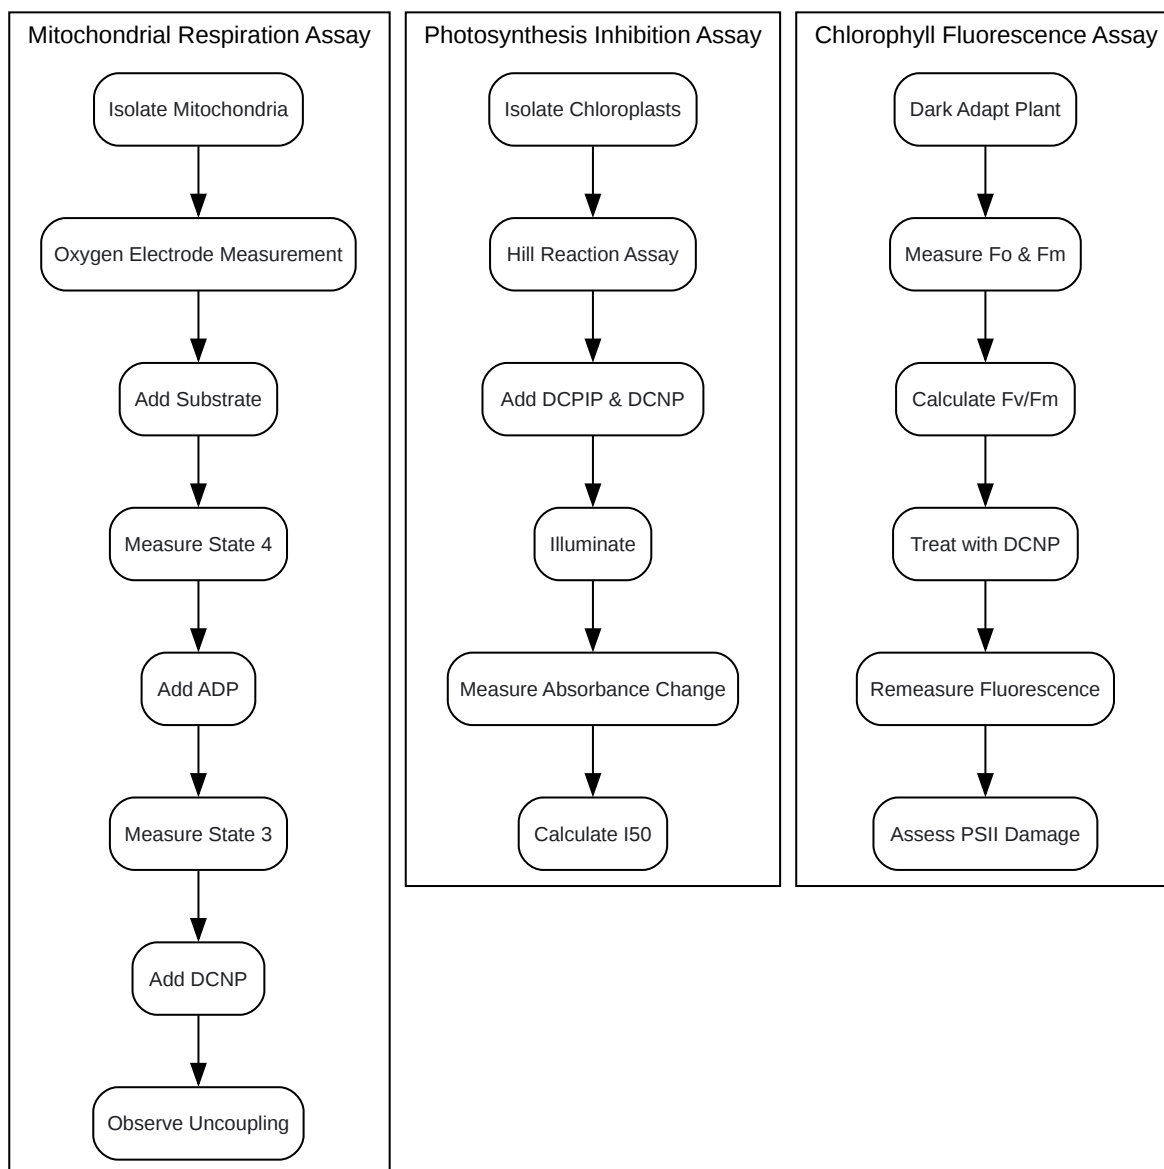 Mitochondrial Respiration Assay
Isolate Mitochondria
Oxygen Electrode Measurement
Add Substrate
Measure State 4
Add ADP
Measure State 3
Add DCNP
Observe Uncoupling
Photosynthesis Inhibition Assay
Isolate Chloroplasts
Hill Reaction Assay
Add DCPIP & DCNP
Illuminate
Measure Absorbance Change
Calculate I50
Chlorophyll Fluorescence Assay
Dark Adapt Plant
Measure Fo & Fm
Calculate Fv/Fm
Treat with DCNP
Remeasure Fluorescence
Assess PSII Damage